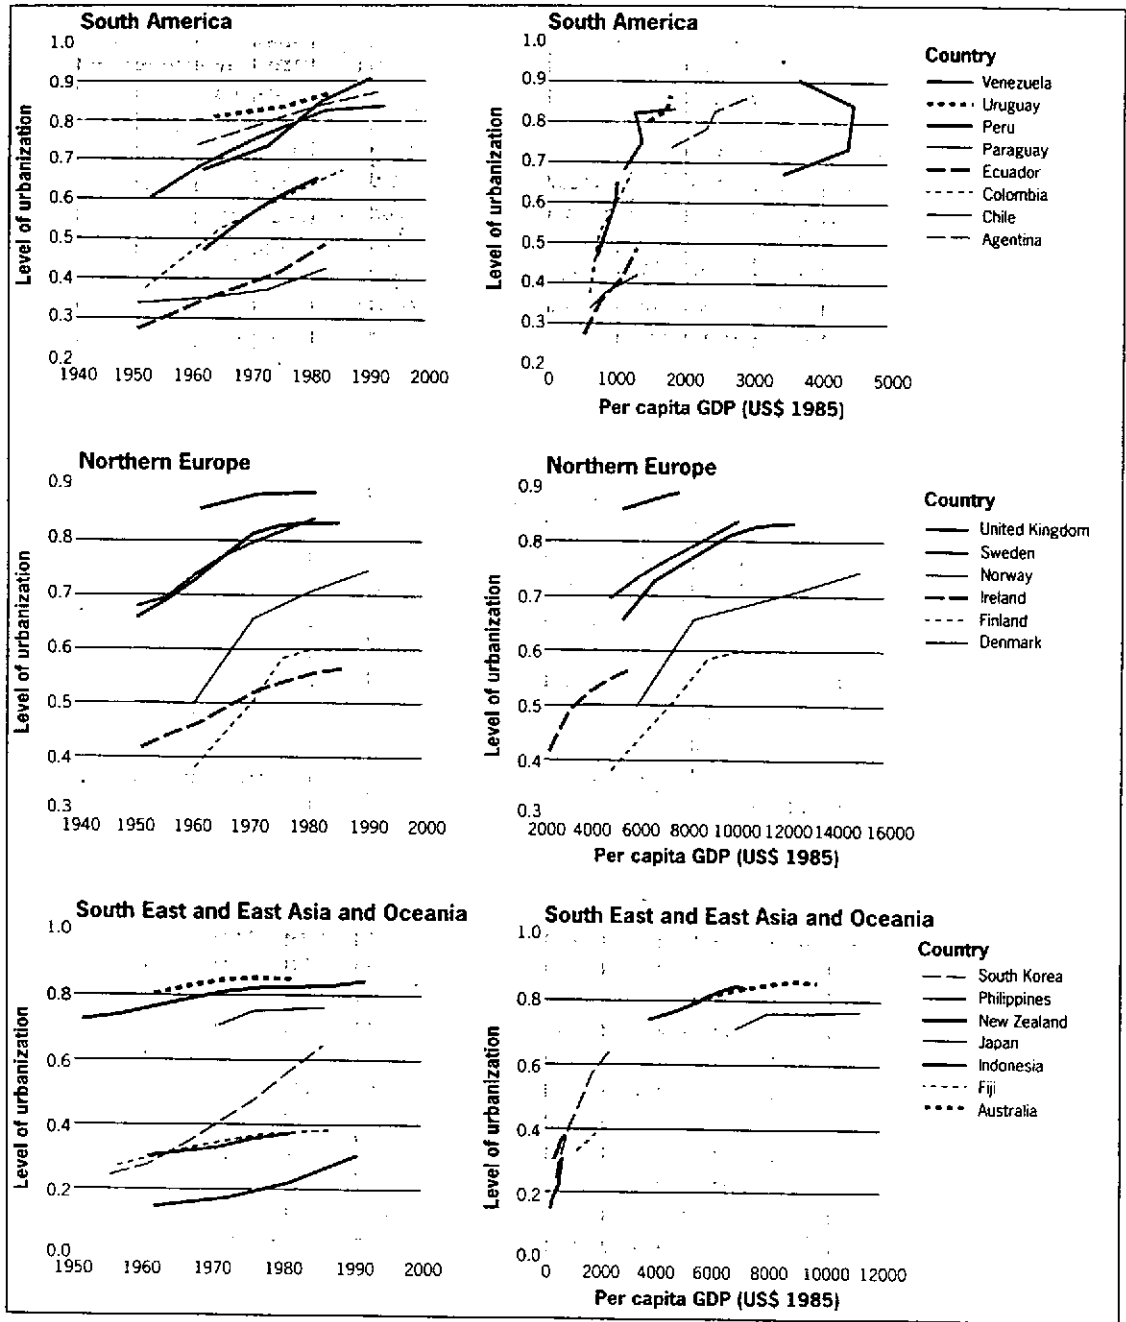 South America
Level of urbanization
1.0
0.9
0.8
0.7
0.6
0.5
0.4
0.3
0.2
1940 1950 1960 1970 1980 1990 2000
South America
Level of urbanization
1.0
0.9
0.8
0.7
0.6
0.5
0.4
0.3
0.2
0 1000 2000 3000 4000 5000
Per capita GDP (US$ 1985)
Country
Venezuela
Uruguay
Peru
Paraguay
Ecuador
Colombia
Chile
Agentina
Northern Europe
Level of urbanization
0.9
0.8
0.7
0.6
0.5
0.4
0.3
1940 1950 1960 1970 1980 1990 2000
Northern Europe
Level of urbanization
0.9
0.8
0.7
0.6
0.5
0.4
0.3
2000 4000 6000 8000 10000 12000 14000 16000
Per capita GDP (US$ 1985)
Country
United Kingdom
Sweden
Norway
Ireland
Finland
Denmark
South East and East Asia and Oceania
Level of urbanization
1.0
0.8
0.6
0.4
0.2
0.0
1950 1960 1970 1980 1990 2000
South East and East Asia and Oceania
Level of urbanization
1.0
0.8
0.6
0.4
0.2
0.0
0 2000 4000 6000 8000 10000 12000
Per capita GDP (US$ 1985)
Country
South Korea
Philippines
New Zealand
Japan
Indonesia
Fiji
Australia